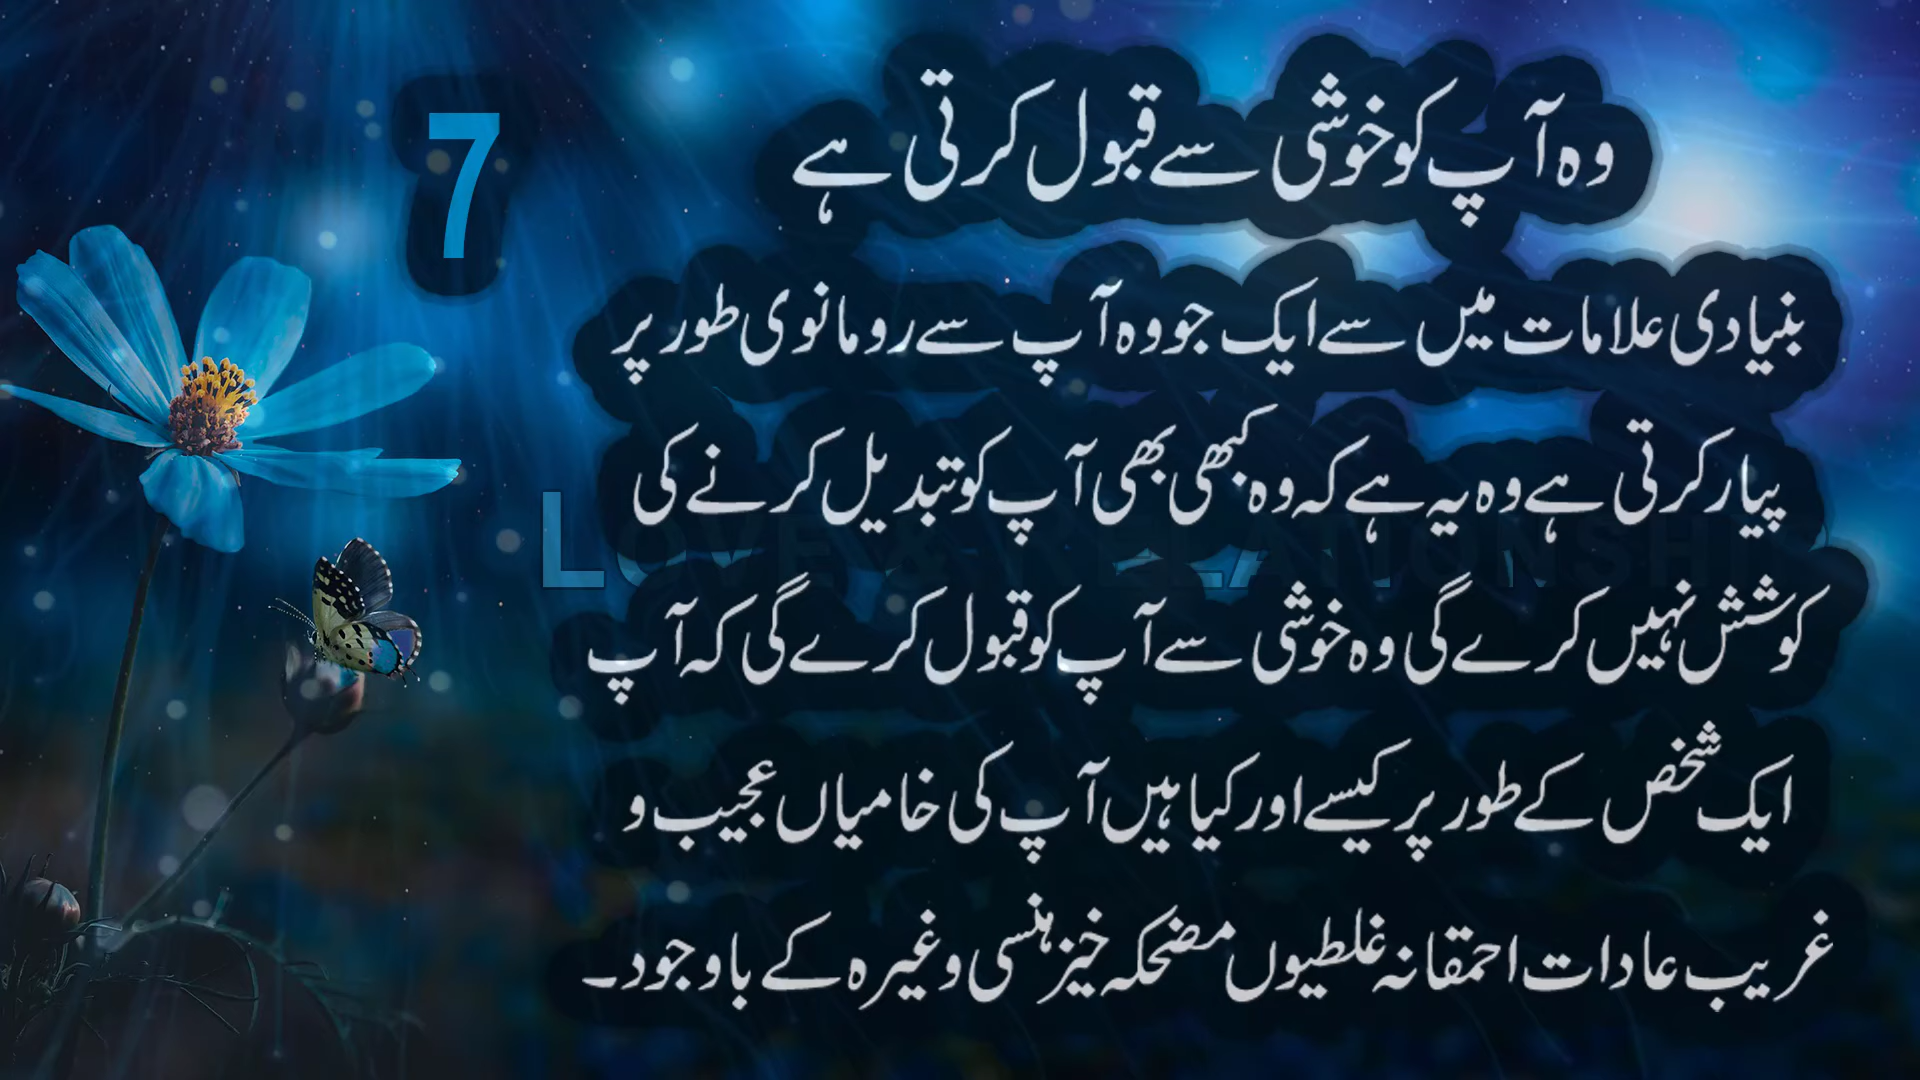 7
وہ آپ کو خوشی سے قبول کرتی ہے
بنیادی علامات میں سے ایک جو وہ آپ سے رومانوی طور پر
پیار کرتی ہے وہ یہ ہے کہ وہ کبھی بھی آپ کو تبدیل کرنے کی
LOVE & RELATIONSHI
کوشش نہیں کرے گی وہ خوشی سے آپ کو قبول کرے گی کہ آپ
ایک شخص کے طور پر کیسے اور کیا ہیں آپ کی خامیاں عجیب و
غریب عادات احمقانہ غلطیوں مضحکہ خیز ہنسی وغیرہ کے باوجود۔